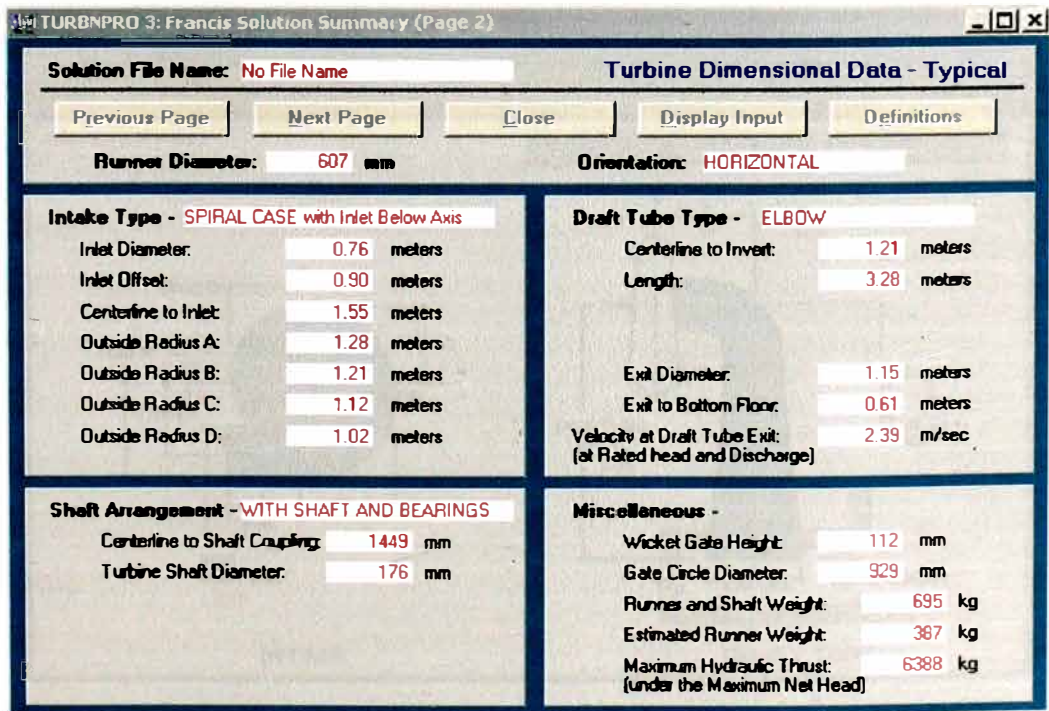 TURBNPRO 3: Francis Solution Summary (Page 2)
Solution File Name: No File Name
Turbine Dimensional Data - Typical
Previous Page
Next Page
Close
Display Input
Definitions
Runner Diameter: 607 mm
Orientation: HORIZONTAL
Intake Type - SPIRAL CASE with Inlet Below Axis
Inlet Diameter: 0.76 meters
Inlet Offset: 0.90 meters
Centerline to Inlet: 1.55 meters
Outside Radius A: 1.28 meters
Outside Radius B: 1.21 meters
Outside Radius C: 1.12 meters
Outside Radius D: 1.02 meters
Draft Tube Type - ELBOW
Centerline to Invert: 1.21 meters
Length: 3.28 meters
Exit Diameter: 1.15 meters
Exit to Bottom Floor: 0.61 meters
Velocity at Draft Tube Exit: 2.39 m/sec
(at Rated head and Discharge)
Shaft Arrangement - WITH SHAFT AND BEARINGS
Centerline to Shaft Coupling: 1449 mm
Turbine Shaft Diameter: 176 mm
Miscellaneous -
Wicket Gate Height: 112 mm
Gate Circle Diameter: 929 mm
Runner and Shaft Weight: 695 kg
Estimated Runner Weight: 387 kg
Maximum Hydraulic Thrust: 6388 kg
(under the Maximum Net Head)